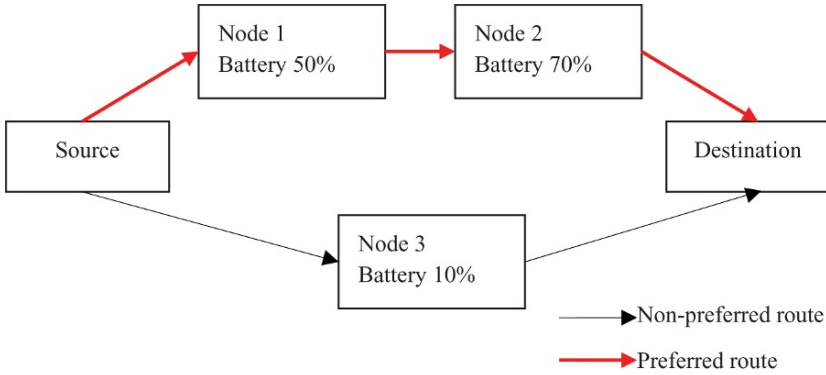 Node 1
Battery 50%
Node 2
Battery 70%
Source
Destination
Node 3
Battery 10%
Non-preferred route
Preferred route